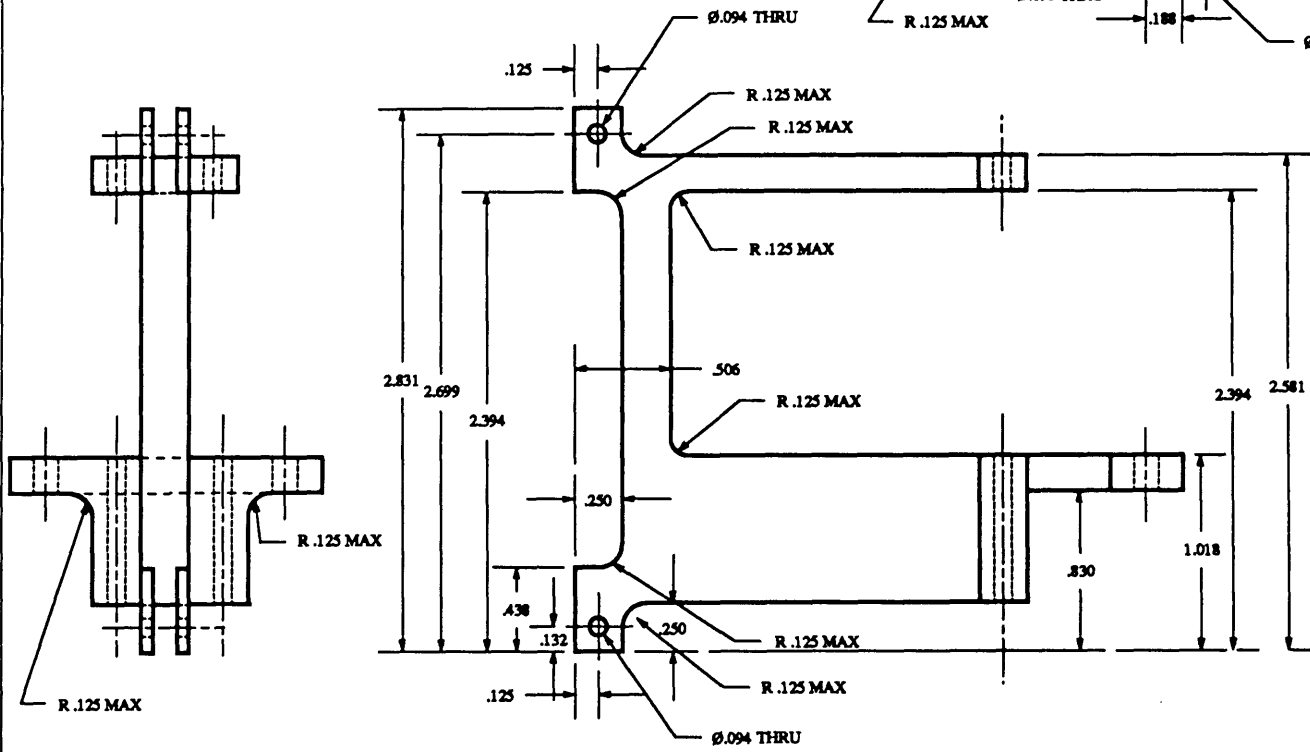 Ø.094 THRU
R .125 MAX
.188
Ø
.125
R .125 MAX
R .125 MAX
R .125 MAX
.506
2.831
2.699
2.394
2.394
2.581
R .125 MAX
.250
R .125 MAX
1.018
.830
.438
.132
.250
R .125 MAX
R .125 MAX
.125
R .125 MAX
Ø.094 THRU